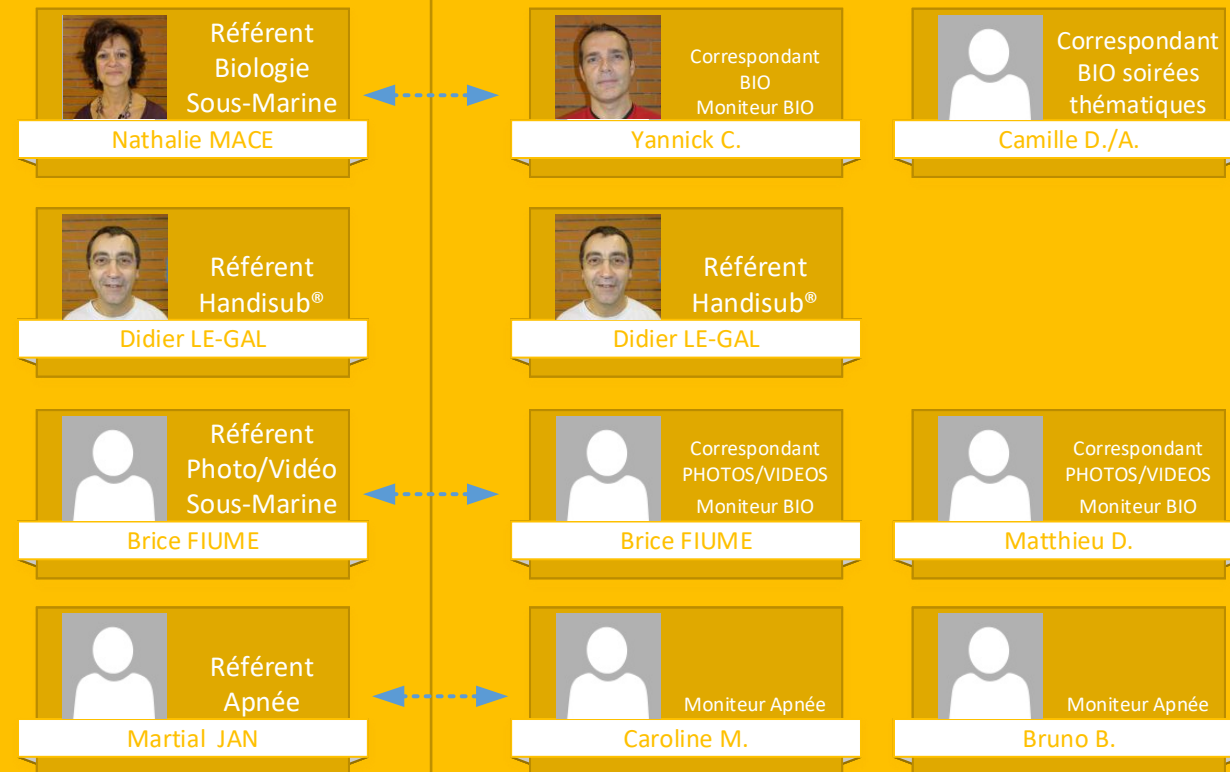 Référent
Biologie
Sous-Marine
Nathalie MACE
Correspondant
BIO
Moniteur BIO
Yannick C.
Correspondant
BIO soirées
thématiques
Camille D./A.
Référent
Handisub®
Didier LE-GAL
Référent
Handisub®
Didier LE-GAL
Référent
Photo/Vidéo
Sous-Marine
Brice FIUME
Correspondant
PHOTOS/VIDEOS
Moniteur BIO
Brice FIUME
Correspondant
PHOTOS/VIDEOS
Moniteur BIO
Matthieu D.
Référent
Apnée
Martial JAN
Moniteur Apnée
Caroline M.
Moniteur Apnée
Bruno B.